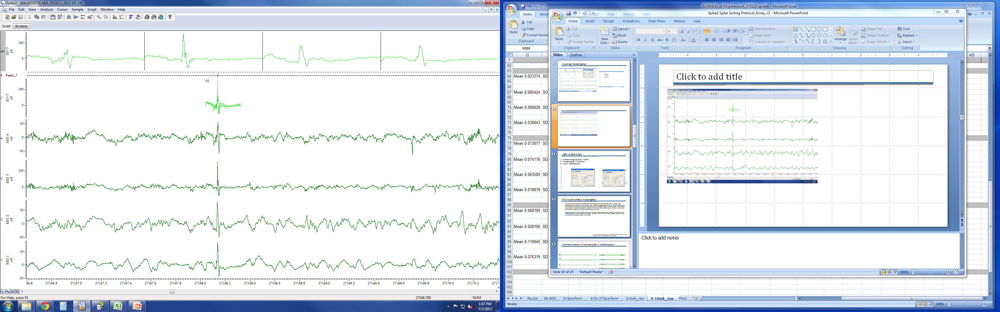 Spike2 - [KKmEEG039 ABJL 051913_2013-05-19]
File Edit View Analysis Cursor Sample Script Window Help
Script 4trodese
m1 SD=7 uV 100 0
6 Peaks_7
02
5 SD=7 uV 100 0
4 EEG 4 uV 50 0 -50
3 EEG 3 uV 100 0
2 EEG 2 uV 50 0 -50
1 EEG 1 uV 50 0 -50
66.6 27166.8 27167.0 27167.2 27167.4 27167.6 27167.8 27168.0 27168.2 27168.4 27168.6 27168.8 27169.0 27169.2 27169.4 27169.6 27169.8 27170.0 27170.2
For Help, press F1 27168.790 NUM
1:47 PM
7/3/2013
WORKING of KKspikecount_070113 update - Microsoft Excel
Home Insert
Cut
Copy
Format Painter
Paste
Clipboard
M84
G AB
1
62
63
64 Mean 0.023374 SD
65
66
67 Mean 0.085424 SD
68
69
70 Mean 0.080628 SD
71
72
73 Mean 0.036643 SD
74
75
76
77 Mean 0.013077 SD
78
79
80 Mean 0.074176 SD
81
82
83 Mean 0.063589 SD
84
85
86 Mean 0.018819 SD
87
88
89
90 Mean 0.068189 SD
91
92
93 Mean 0.028106 SD
94
95
96 Mean 0.119045 SD
97
98
99 Mean 0.076319 SD
100
101
102
103
104
105
106
Mucke KK-ROC 019perform 019+270perform 5-6wk_raw 9-10wk_raw Plots
Ready 100%
Spike2-Spike Sorting Protocol_Korey_v2 - Microsoft PowerPoint
Home Insert Design Animations Slide Show Review View
Paste Cut Copy Format Painter
Clipboard
New Slide Layout Reset Delete
Slides
18
B I U abc S AV Aa A
Font
Text Direction
Align Text
Convert to SmartArt
Paragraph
Arrange Quick Styles
Shape Fill
Shape Outline
Shape Effects
Drawing
Find
Replace
Select
Editing
Slides Outline
9 Counting Marked spikes
10
11 Light vs Dark Count
12 PCA to sort artifact vs real spikes
13 Automated detection of interictal spikes w/ artifact rejection
Click to add title
Click to add notes
Slide 10 of 27 "Default Theme" 101%